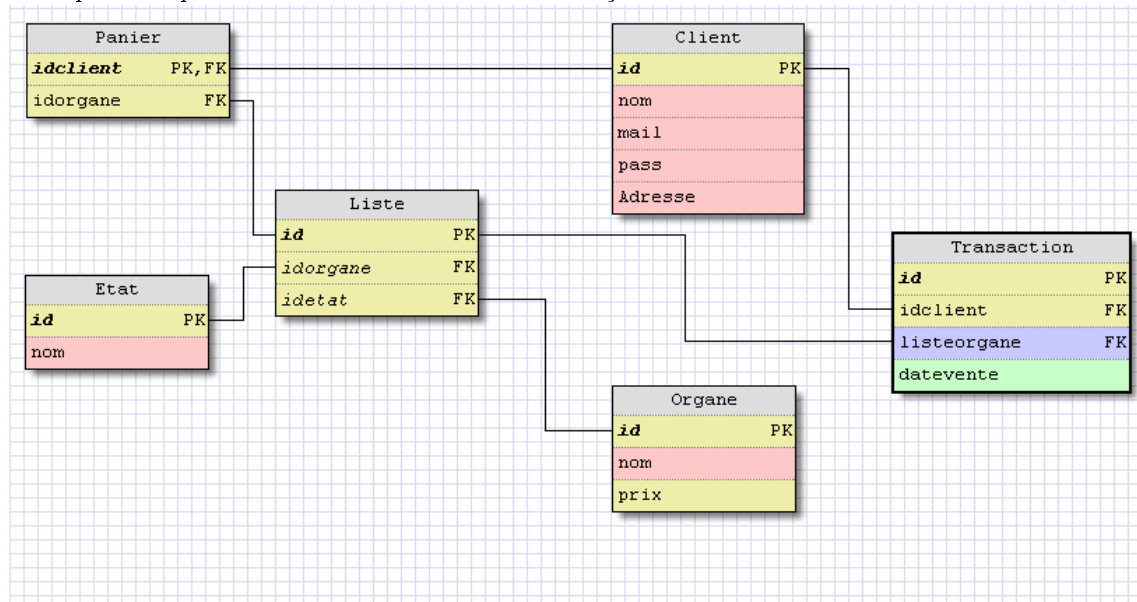 Panier
idclient PK,FK
idorgane FK
Client
id PK
nom
mail
pass
Adresse
Liste
id PK
idorgane FK
idetat FK
Etat
id PK
nom
Transaction
id PK
idclient FK
listeorgane FK
datevente
Organe
id PK
nom
prix